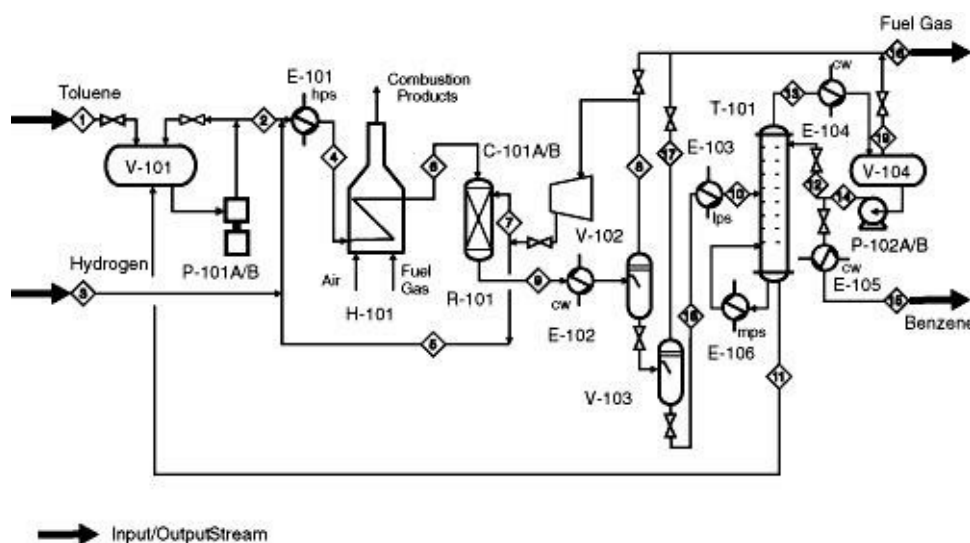 Fuel Gas
16
E-101
hps
Combustion
Products
cw
13
T-101
Toluene
1
2
E-104
19
C-101A/B
E-103
17
4
6
8
V-101
V-104
10
12
14
7
lps
V-102
P-102A/B
Hydrogen
Air
Fuel
Gas
P-101A/B
R-101
9
cw
E-105
3
H-101
cw
18
15
Benzene
E-102
mps
5
E-106
11
V-103
Input/OutputStream